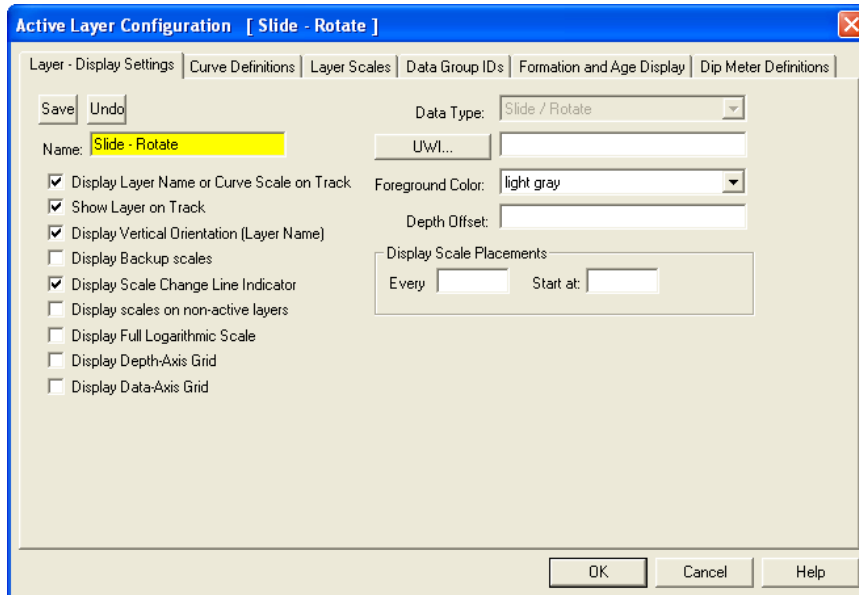 Active Layer Configuration [ Slide - Rotate ]
Layer - Display Settings Curve Definitions Layer Scales Data Group IDs Formation and Age Display Dip Meter Definitions
Save Undo
Name: Slide - Rotate
Display Layer Name or Curve Scale on Track
Show Layer on Track
Display Vertical Orientation (Layer Name)
Display Backup scales
Display Scale Change Line Indicator
Display scales on non-active layers
Display Full Logarithmic Scale
Display Depth-Axis Grid
Display Data-Axis Grid
Data Type: Slide / Rotate
UWI...
Foreground Color: light gray
Depth Offset:
Display Scale Placements
Every Start at:
OK Cancel Help